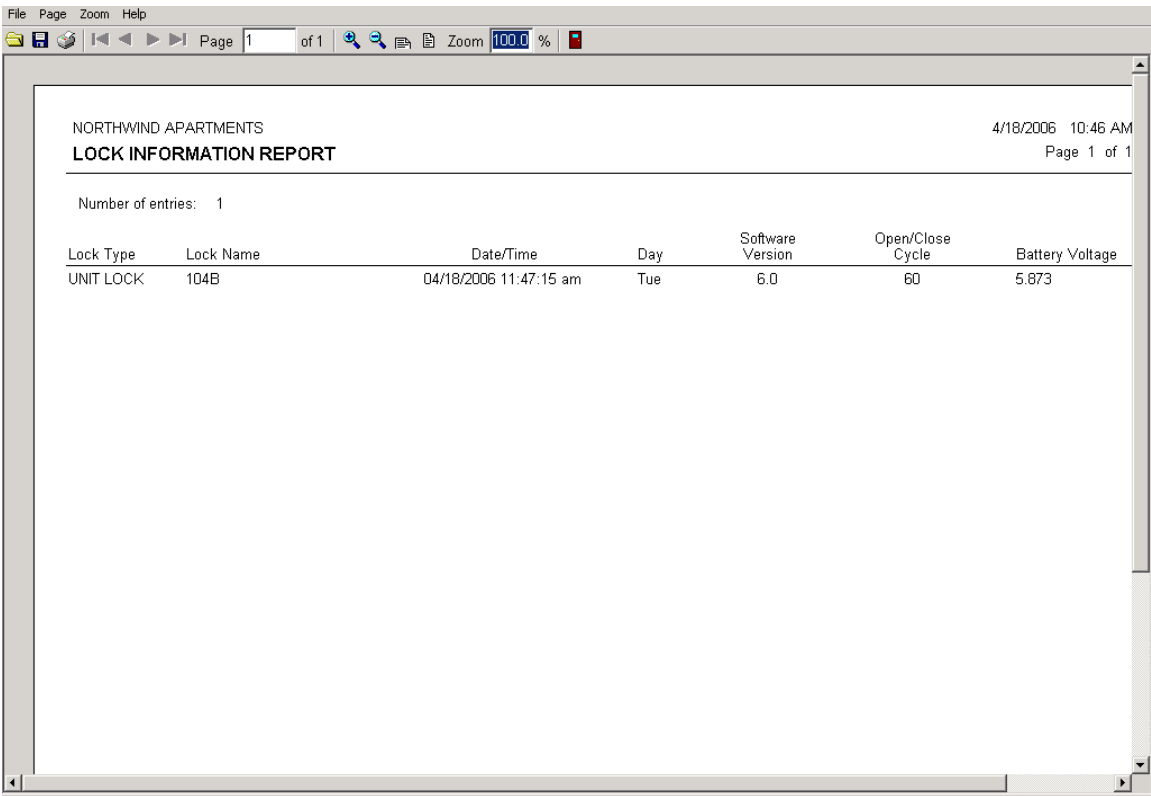 File Page Zoom Help
Page 1 of 1 Zoom 100.0 %
NORTHWIND APARTMENTS 4/18/2006 10:46 AM
LOCK INFORMATION REPORT Page 1 of 1
Number of entries: 1
Software Open/Close
Lock Type Lock Name Date/Time Day Version Cycle Battery Voltage
UNIT LOCK 104B 04/18/2006 11:47:15 am Tue 6.0 60 5.873